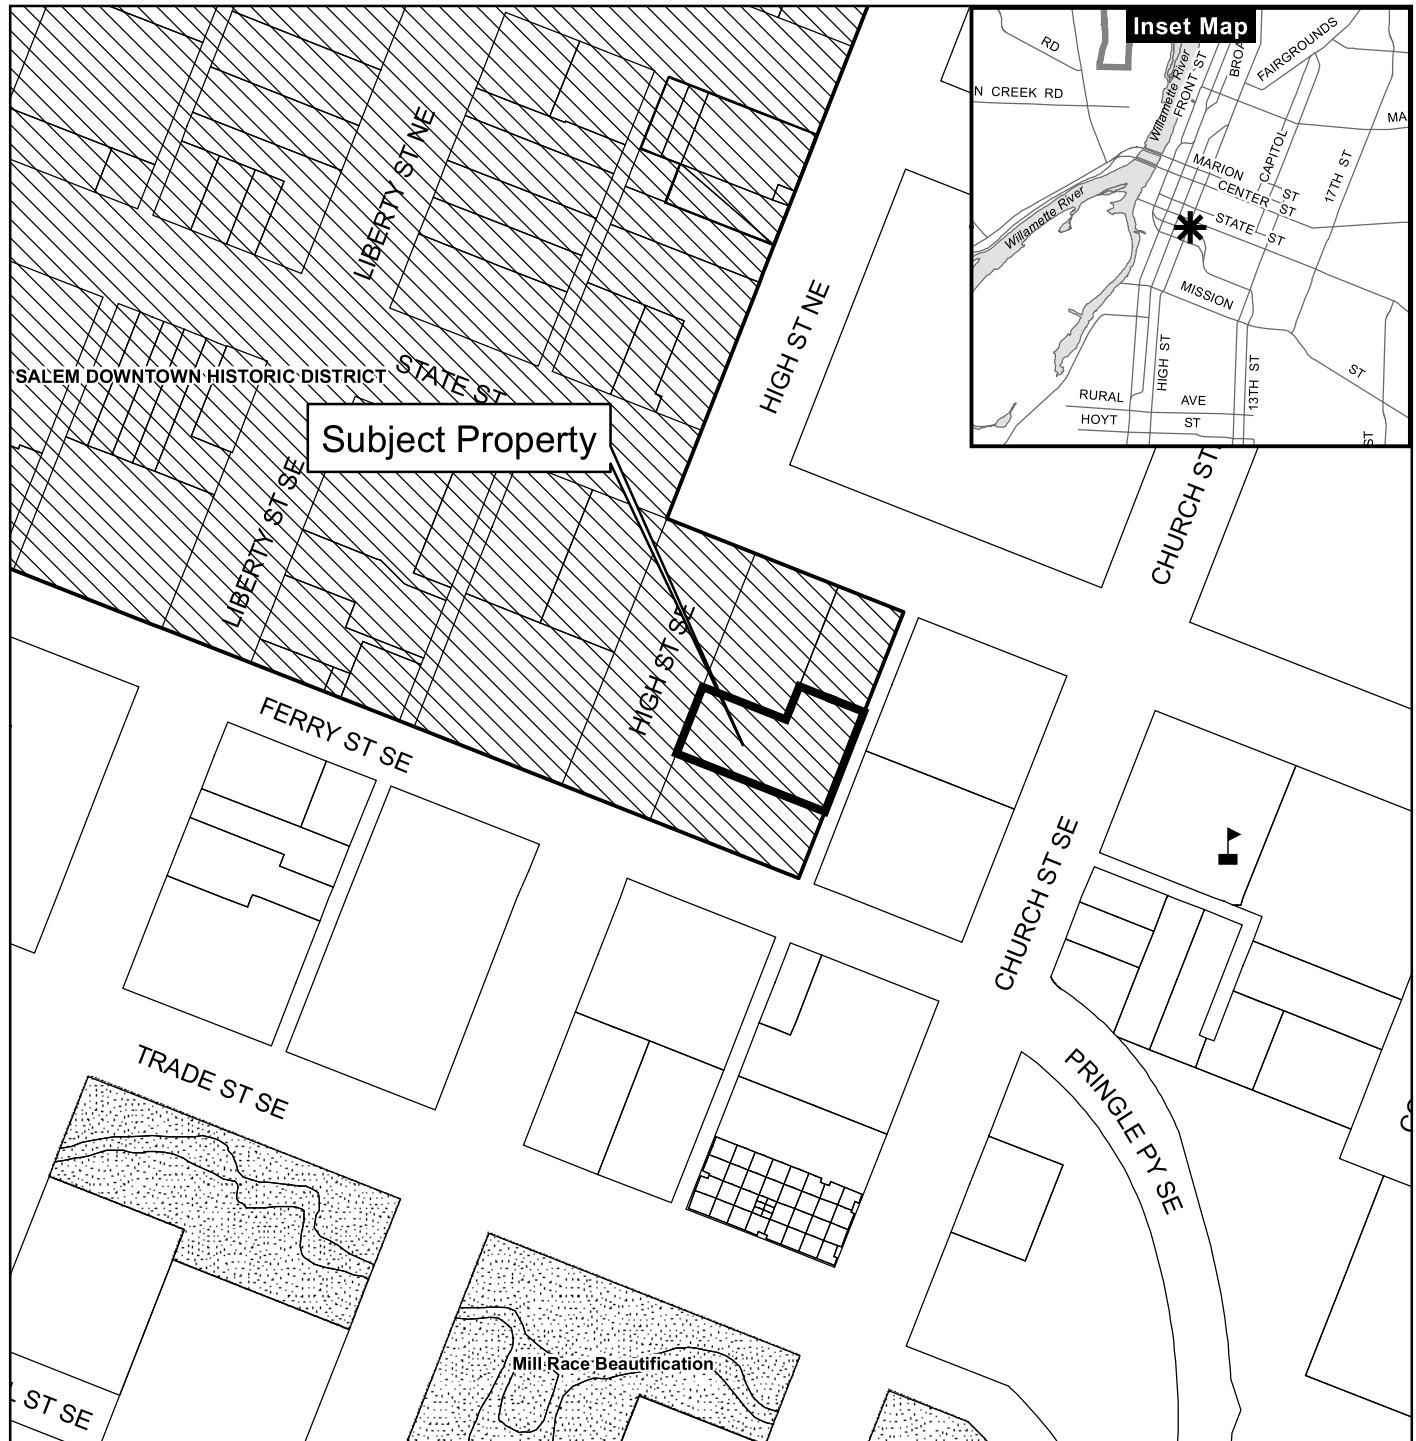 Inset Map
RD
N CREEK RD
Willamette River
FRONT ST
BROA
FAIRGROUNDS
MA
MARION ST
CENTER ST
CAPITOL
17TH ST
STATE ST
Willamette River
MISSION
ST
HIGH ST
13TH ST
RURAL AVE
HOYT ST
ST
LIBERTY ST NE
HIGH ST NE
STATE ST
SALEM DOWNTOWN HISTORIC DISTRICT
Subject Property
CHURCH ST
LIBERTY ST SE
HIGH ST SE
FERRY ST SE
CHURCH ST SE
TRADE ST SE
PRINGLE PY SE
CO
Mill Race Beautification
L ST SE